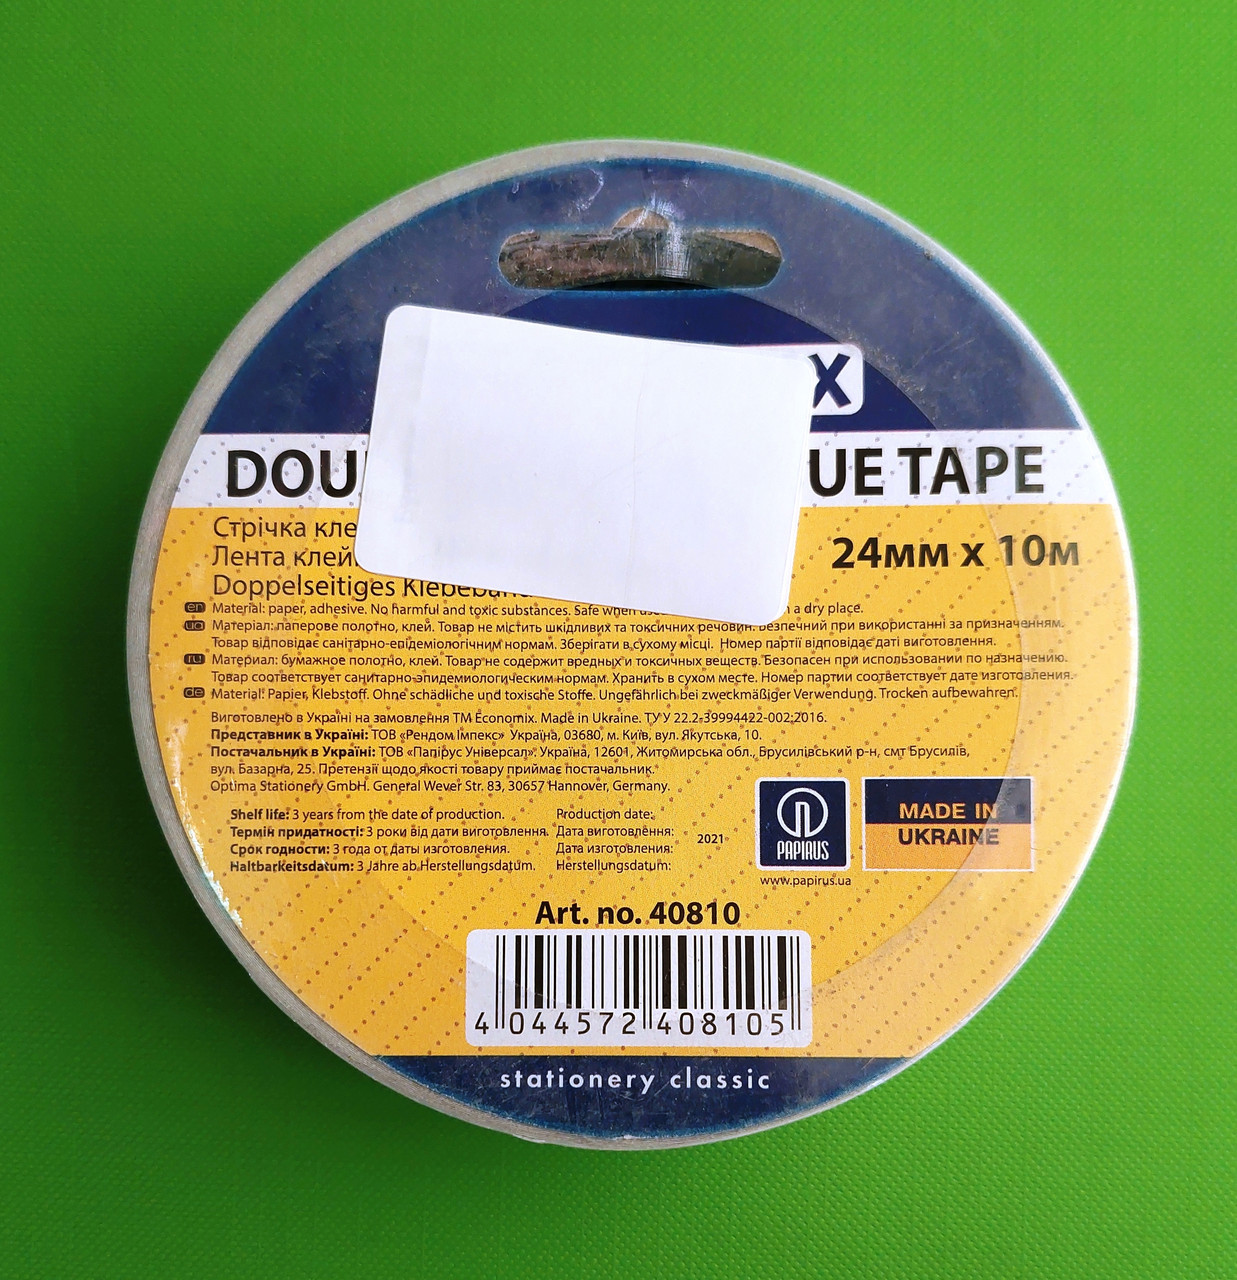 X
DOU UE TAPE
Стрічка кле
Лента клей
24мм х 10м
Doppelseitiges Klebeband
en Material: paper, adhesive. No harmful and toxic substances. Safe when a dry place.
ua Матеріал: паперове полотно, клей. Товар не містить шкідливих та токсичних речовин. Безпечний при використанні за призначенням.
Товар відповідає санітарно-епідеміологічним нормам. Зберігати в сухому місці. Номер партії відповідає даті виготовлення.
ru Материал: бумажное полотно, клей. Товар не содержит вредных и токсичных веществ. Безопасен при использовании по назначению.
Товар соответствует санитарно-эпидемиологическим нормам. Хранить в сухом месте. Номер партии соответствует дате изготовления.
de Material: Papier, Klebstoff. Ohne schädliche und toxische Stoffe. Ungefährlich bei zweckmäßiger Verwendung. Trocken aufbewahren.
Виготовлено в Україні на замовлення ТМ Economix. Made in Ukraine. ТУ У 22.2-39994422-002:2016.
Представник в Україні: ТОВ «Рендом Імпекс» Україна, 03680, м. Київ, вул. Якутська, 10.
Постачальник в Україні: ТОВ «Папірус Універсал». Україна, 12601, Житомирська обл., Брусилівський р-н, смт Брусилів,
вул. Базарна, 25. Претензії щодо якості товару приймає постачальник.
Optima Stationery GmbH. General Wever Str. 83, 30657 Hannover, Germany.
Shelf life: 3 years from the date of production. Production date:
Термін придатності: 3 роки від дати виготовлення. Дата виготовлення:
Срок годности: 3 года от даты изготовления. Дата изготовления:
Haltbarkeitsdatum: 3 Jahre ab Herstellungsdatum. Herstellungsdatum:
2021
PAPIRUS
www.papirus.ua
MADE IN
UKRAINE
Art. no. 40810
4 044572 408105
stationery classic